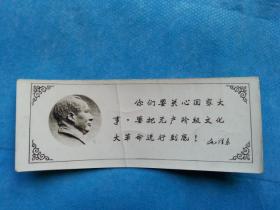 你们要关心国家大
事,要把无产阶级文化
大革命进行到底!
毛泽东